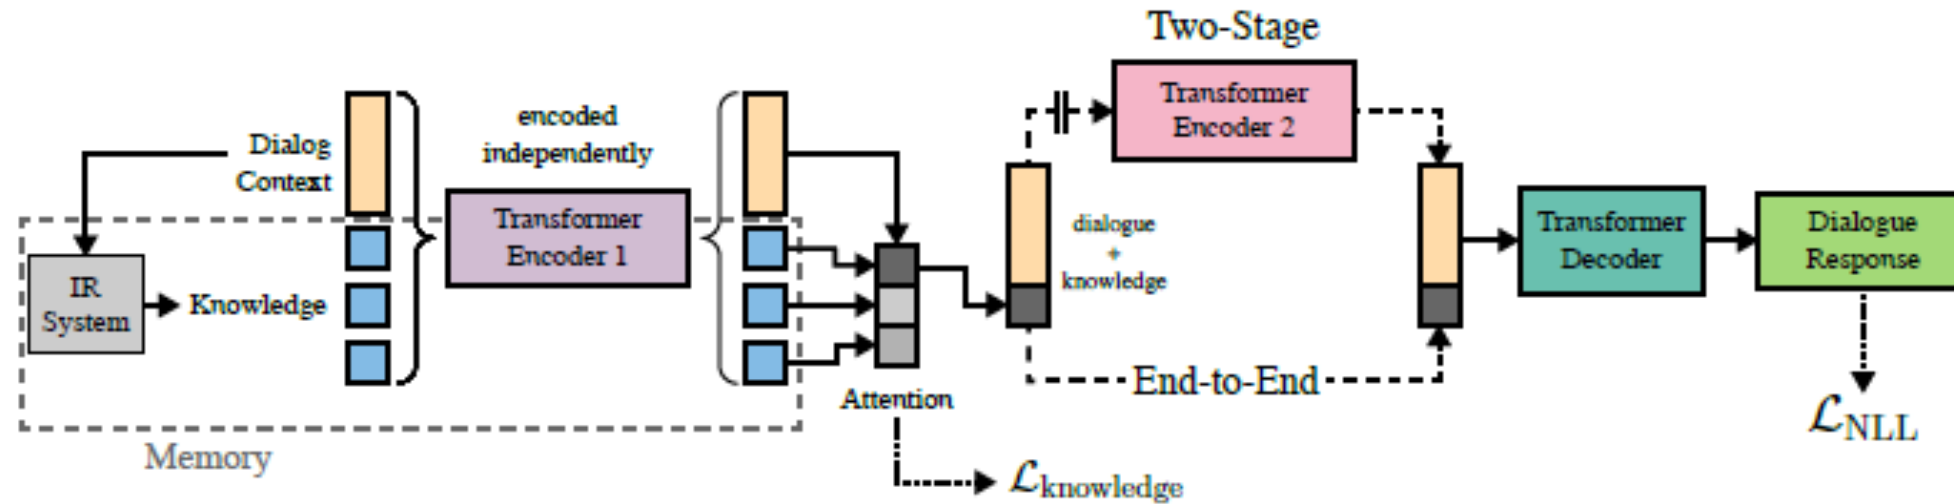 Two-Stage
Dialog
Context
encoded
independently
Transformer
Encoder 1
Transformer
Encoder 2
dialogue
+
knowledge
Transformer
Decoder
Dialogue
Response
IR
System
Knowledge
Attention
End-to-End
Memory
ℒknowledge
ℒNLL